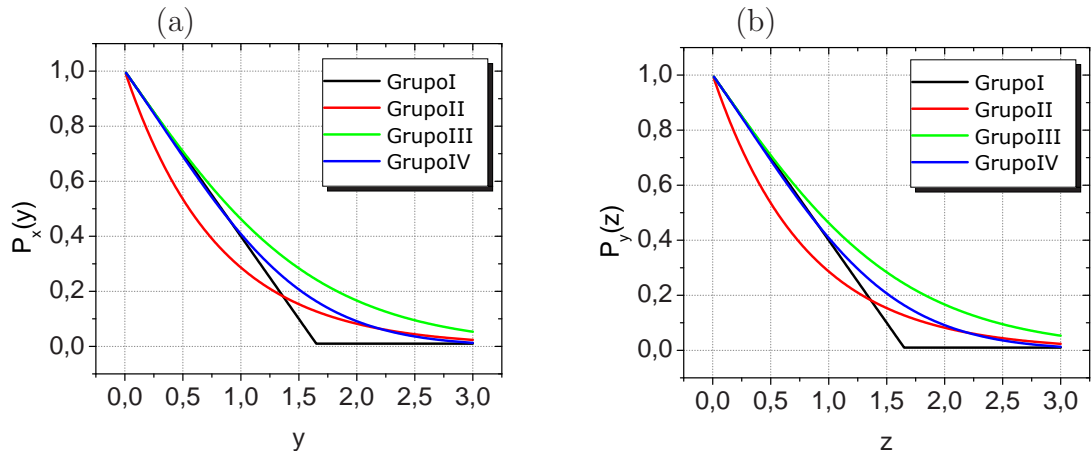 (a)
GrupoI
GrupoII
GrupoIII
GrupoIV
1,0
0,8
0,6
0,4
0,2
0,0
P_x(y)
0,0 0,5 1,0 1,5 2,0 2,5 3,0
y
(b)
GrupoI
GrupoII
GrupoIII
GrupoIV
1,0
0,8
0,6
0,4
0,2
0,0
P_y(z)
0,0 0,5 1,0 1,5 2,0 2,5 3,0
z